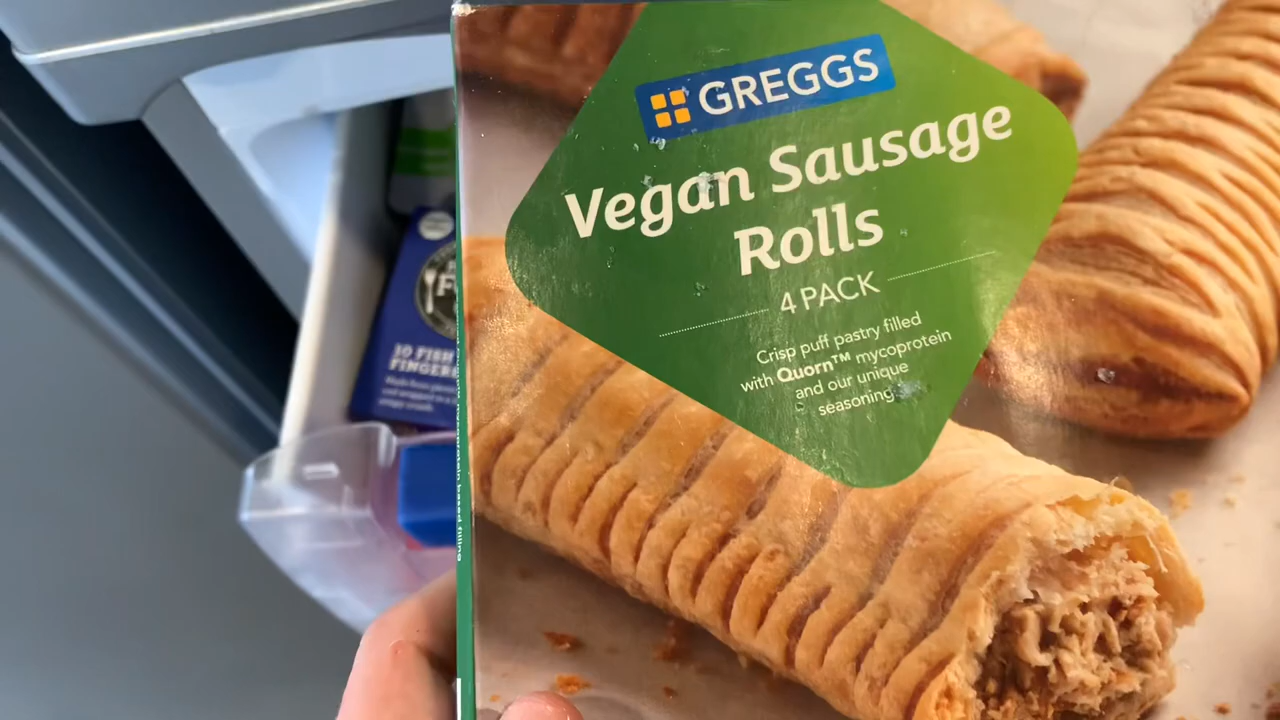 GREGGS
Vegan Sausage
Rolls
4 PACK
Crisp puff pastry filled
with Quorn™ mycoprotein
and our unique
seasoning
10 FISH
FINGERS